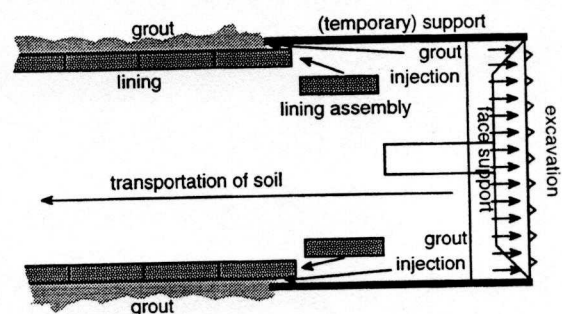 grout
(temporary) support
grout
injection
lining
lining assembly
face support
excavation
transportation of soil
grout
injection
grout